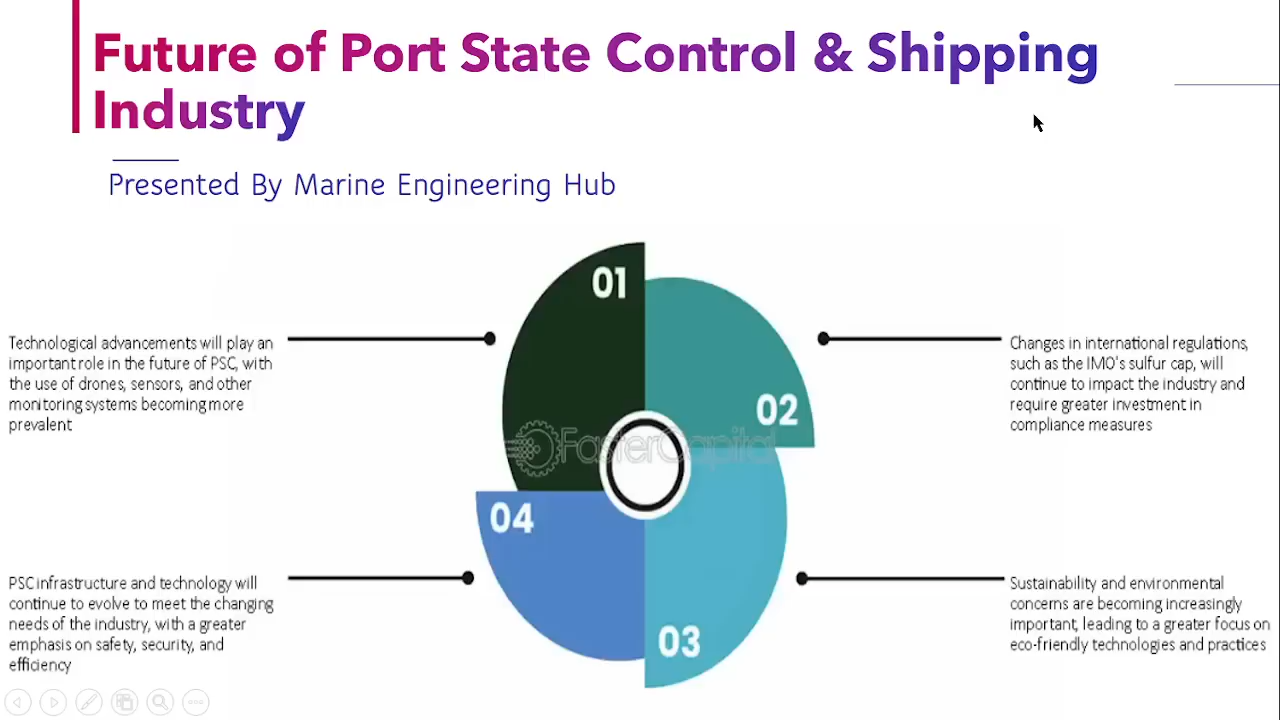 Future of Port State Control & Shipping
Industry
Presented By Marine Engineering Hub
01
Technological advancements will play an
important role in the future of PSC, with
the use of drones, sensors, and other
monitoring systems becoming more
prevalent
02
Changes in international regulations,
such as the IMO's sulfur cap, will
continue to impact the industry and
require greater investment in
compliance measures
FasterCapital
04
PSC infrastructure and technology will
continue to evolve to meet the changing
needs of the industry, with a greater
emphasis on safety, security, and
efficiency
03
Sustainability and environmental
concerns are becoming increasingly
important, leading to a greater focus on
eco-friendly technologies and practices